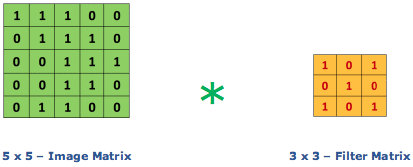 1 1 1 0 0
0 1 1 1 0
0 0 1 1 1
0 0 1 1 0
0 1 1 0 0
*
1 0 1
0 1 0
1 0 1
5 x 5 – Image Matrix
3 x 3 – Filter Matrix